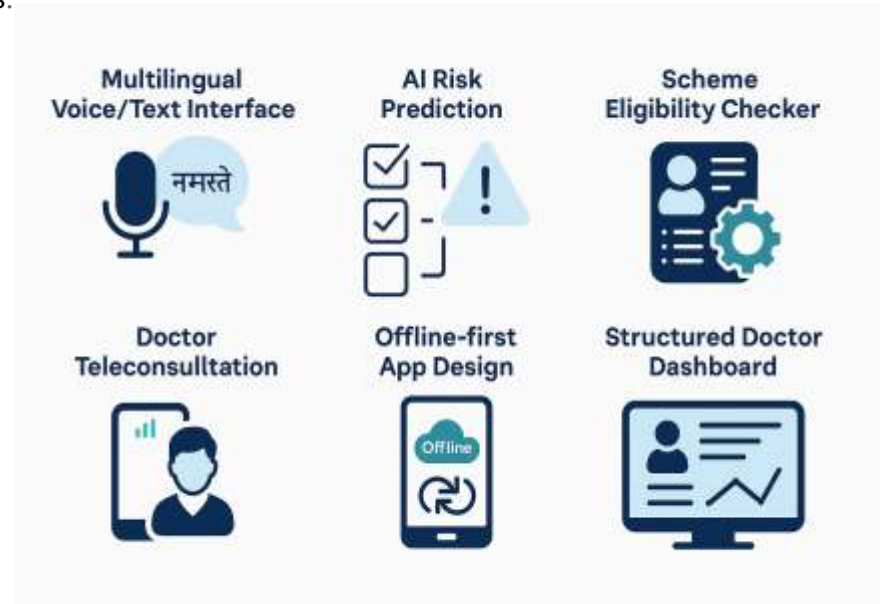 s.
Multilingual
Voice/Text Interface
नमस्ते
AI Risk
Prediction
!
Scheme
Eligibility Checker
Doctor
Teleconsulltation
Offline-first
App Design
Offline
Structured Doctor
Dashboard